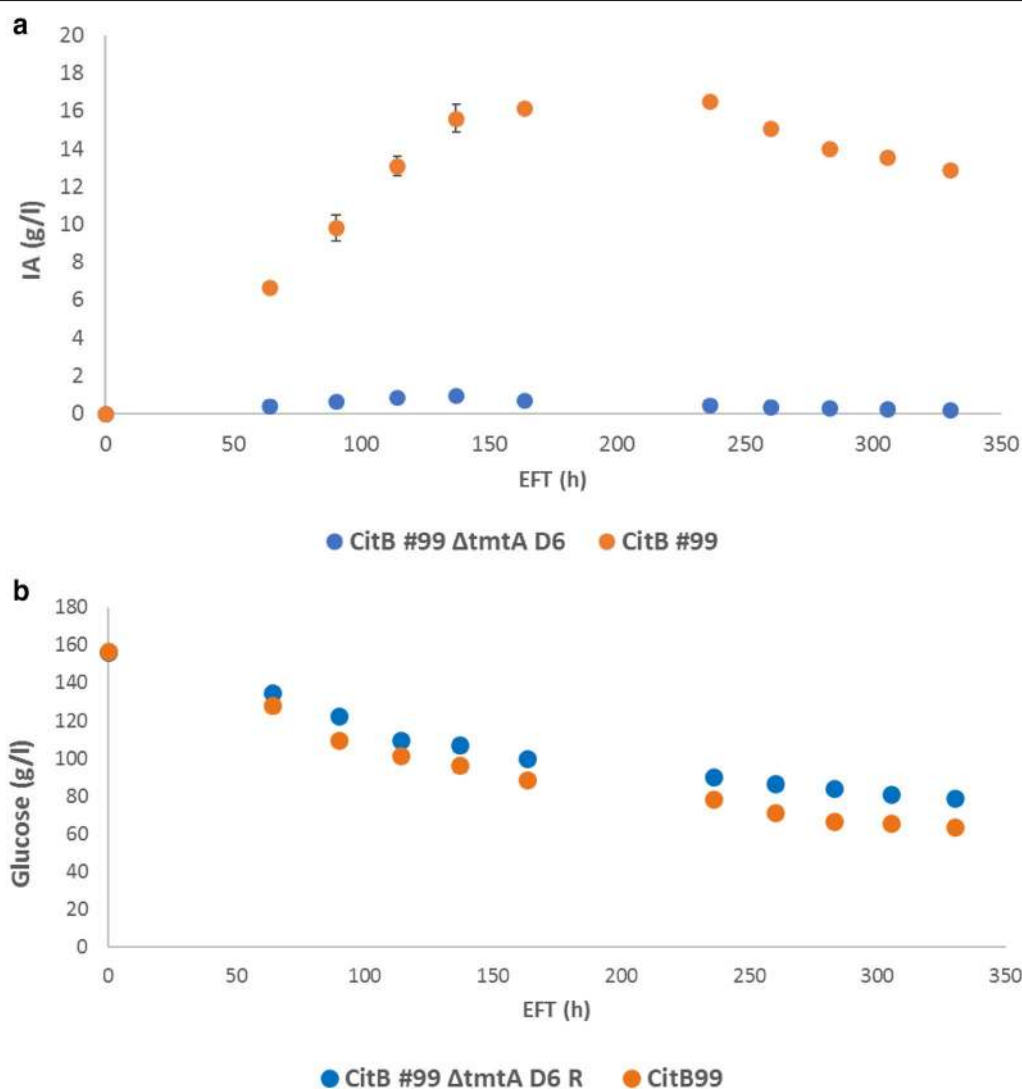 a
20
18
16
14
12
10
8
6
4
2
0
IA (g/l)
0 50 100 150 200 250 300 350
EFT (h)
CitB #99 ΔtmtA D6 CitB #99
b
180
160
140
120
100
80
60
40
20
0
Glucose (g/l)
0 50 100 150 200 250 300 350
EFT (h)
CitB #99 ΔtmtA D6 R CitB99